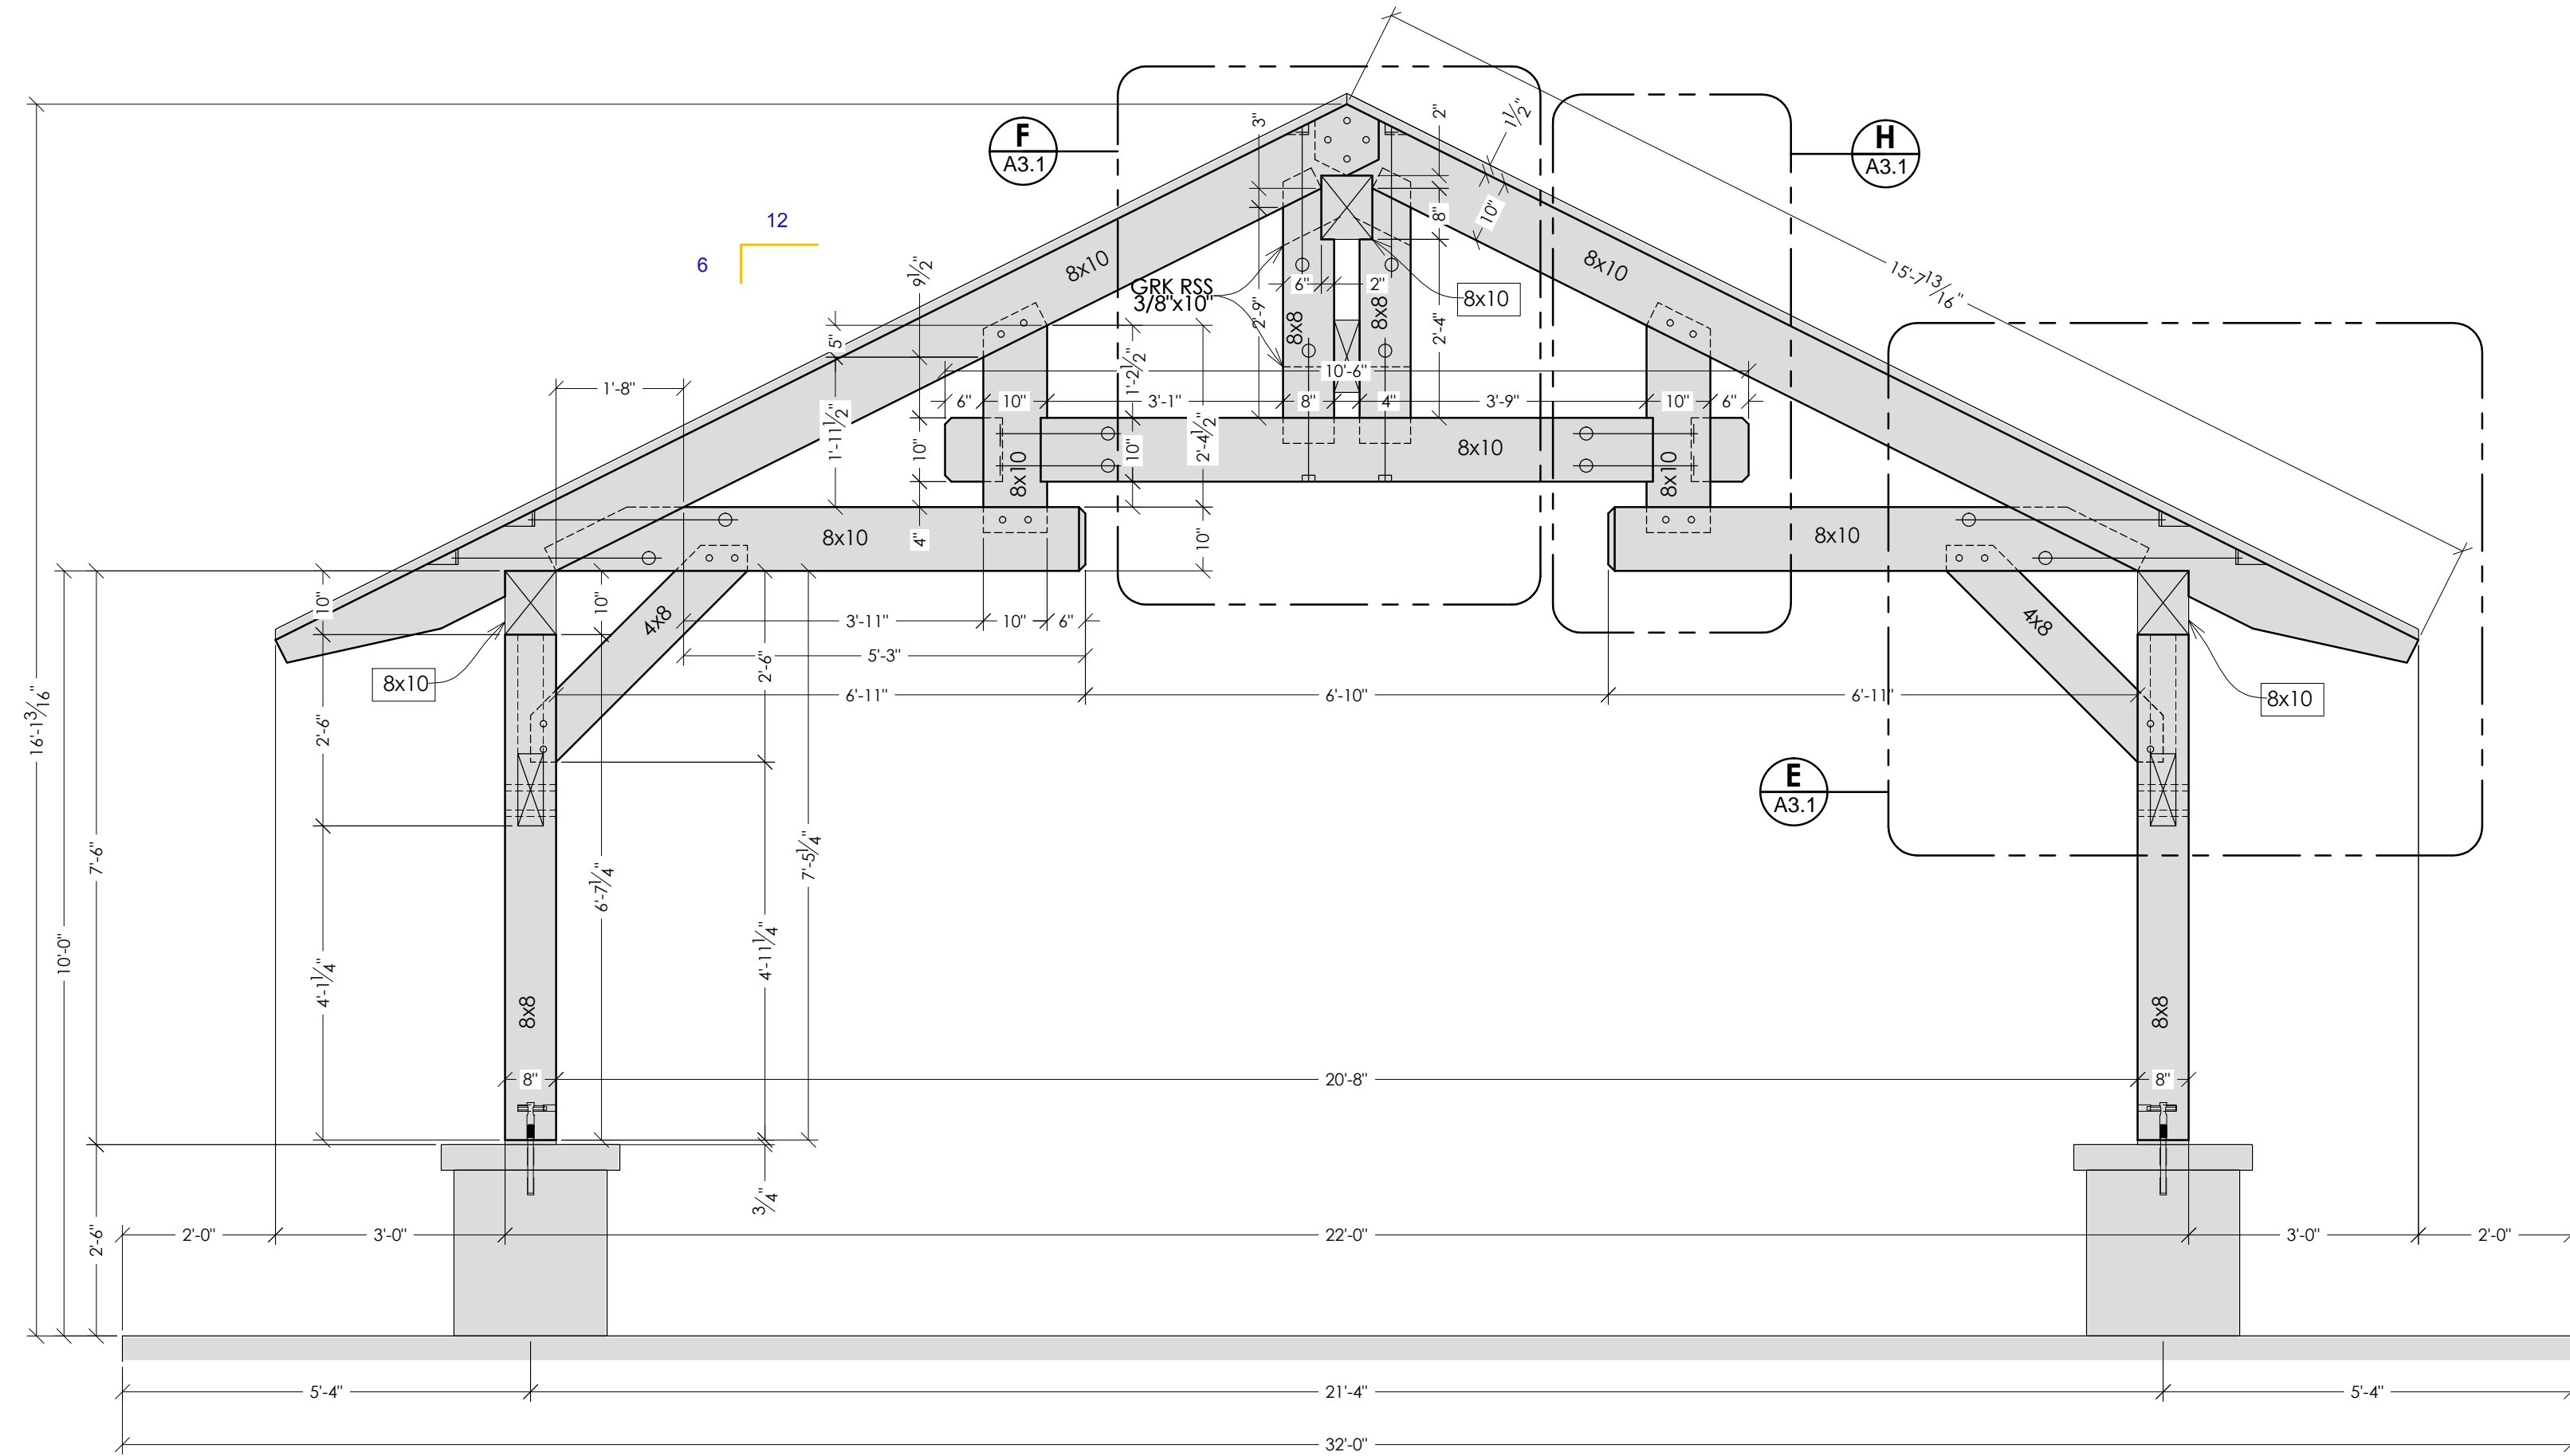 F
A3.1
H
A3.1
3"
2"
1 1/2"
12
6
10"
8"
9 1/2"
8x10
8x10
15'-7 13/16"
GRK RSS
3/8"x10"
6"
2"
8x10
2'-9"
8x8
8x8
2'-4"
5"
1'-2 1/2"
10'-6"
1'-8"
6"
10"
3'-1"
8"
4"
3'-9"
10"
6"
1'-11 1/2"
10"
10"
2'-4 1/2"
8x10
8x10
8x10
8x10
4"
10"
8x10
10"
10"
4x8
3'-11"
10"
6"
4x8
2'-6"
5'-3"
8x10
6'-11"
6'-10"
6'-11"
8x10
16'-1 3/16"
2'-6"
E
A3.1
7'-6"
6'-7 1/4"
7'-5 1/4"
10'-0"
4'-1 1/4"
4'-11 1/4"
8x8
8x8
8"
20'-8"
8"
3/4"
2'-6"
2'-0"
3'-0"
22'-0"
3'-0"
2'-0"
5'-4"
21'-4"
5'-4"
32'-0"